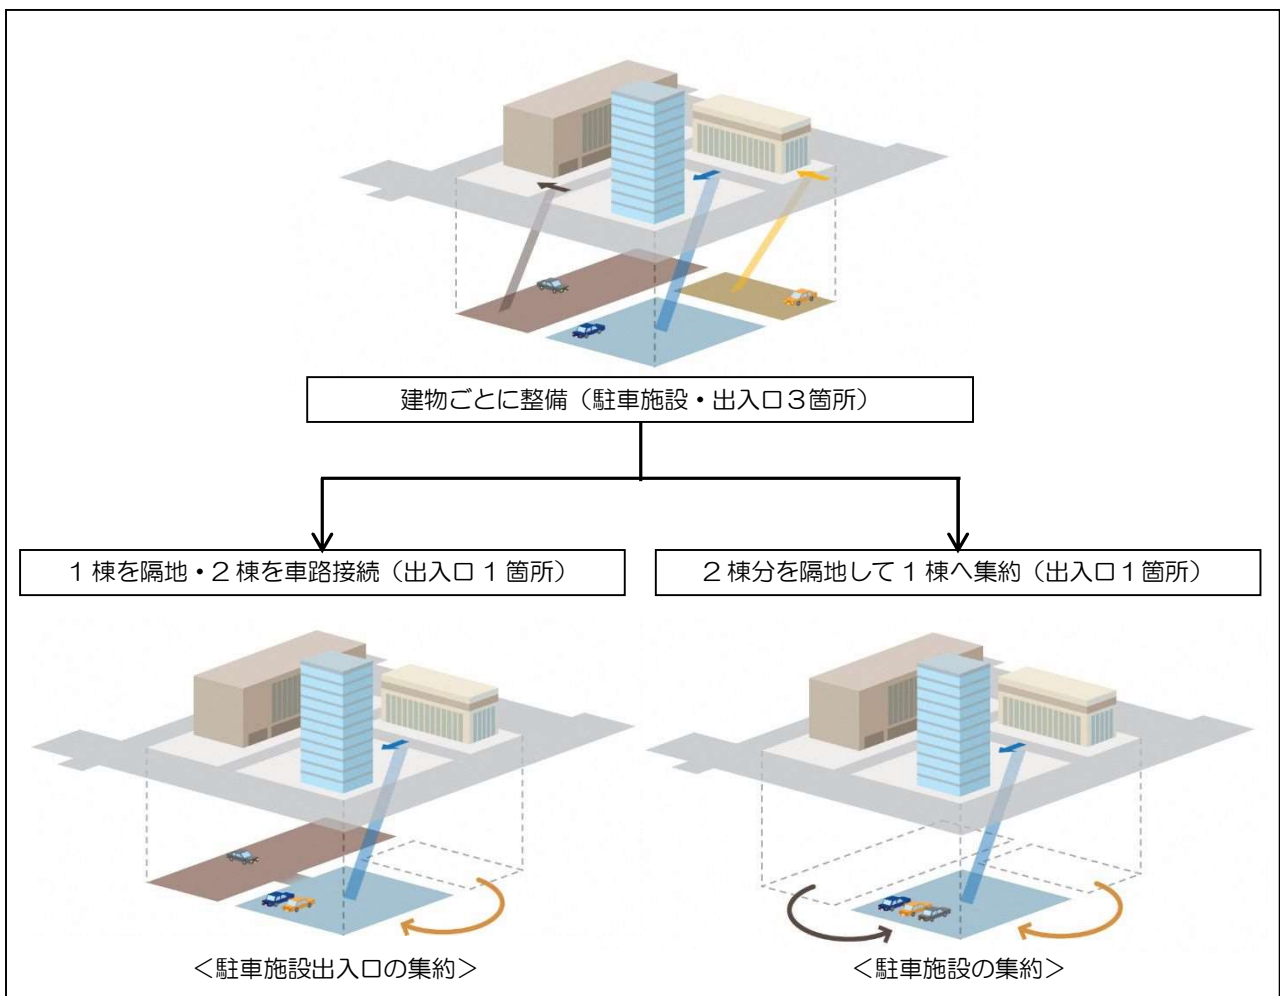 建物ごとに整備（駐車施設・出入口３箇所）
１棟を隔地・２棟を車路接続（出入口１箇所）
２棟分を隔地して１棟へ集約（出入口１箇所）
＜駐車施設出入口の集約＞
＜駐車施設の集約＞